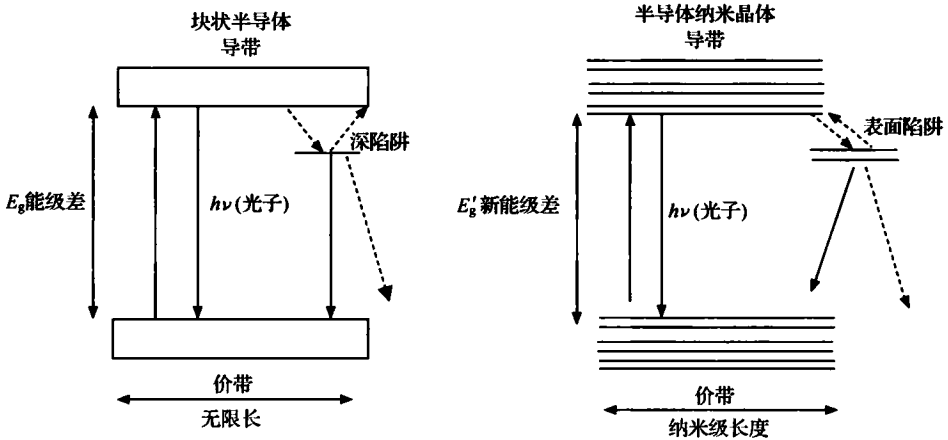 块状半导体
导带
深陷阱
E_g能级差
hν(光子)
价带
无限长
半导体纳米晶体
导带
表面陷阱
E'_g新能级差
hν(光子)
价带
纳米级长度